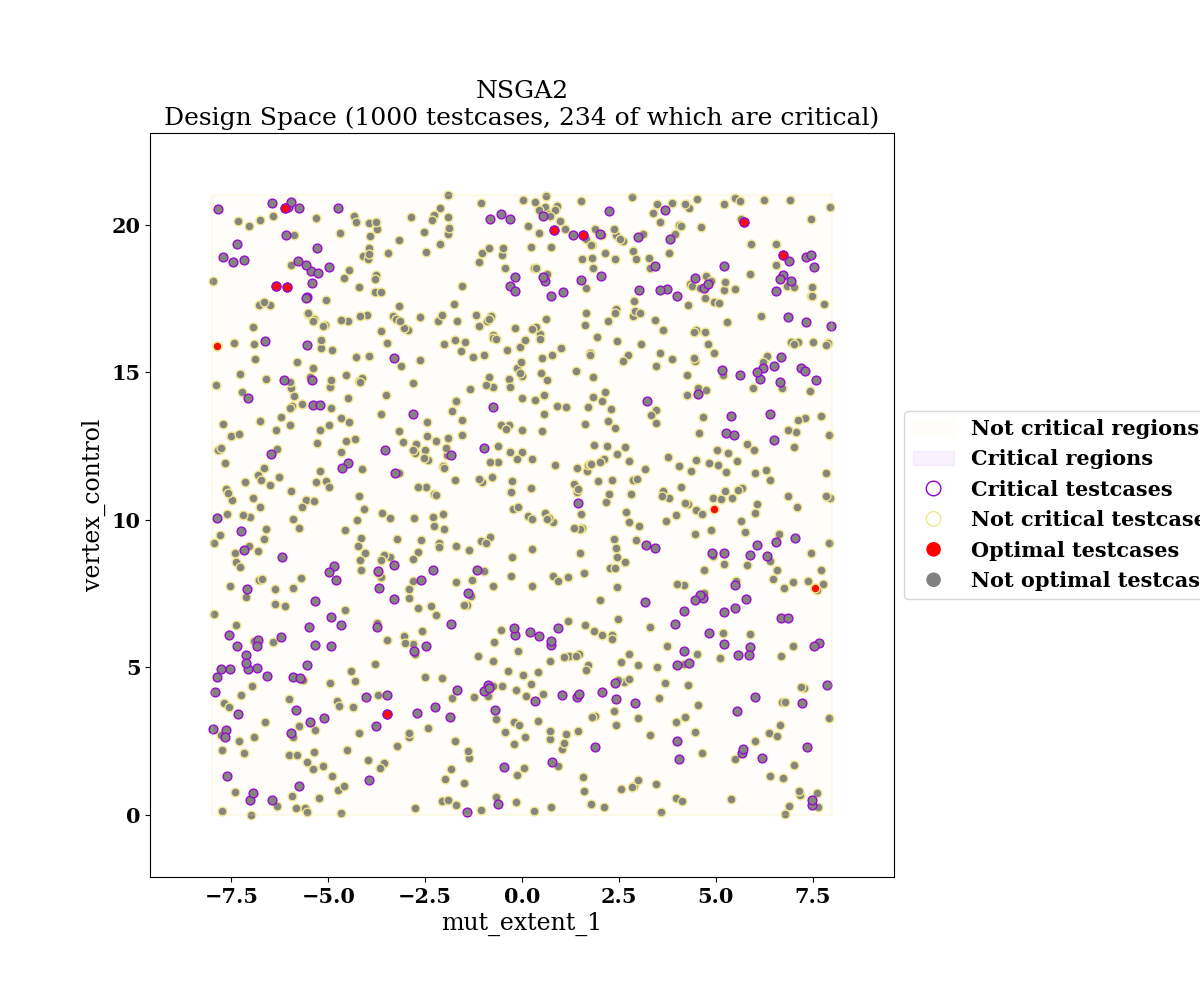 NSGA2
Design Space (1000 testcases, 234 of which are critical)
vertex_control
20
15
10
5
0
−7.5 −5.0 −2.5 0.0 2.5 5.0 7.5
mut_extent_1
Not critical regions
Critical regions
Critical testcases
Not critical testcase
Optimal testcases
Not optimal testcas